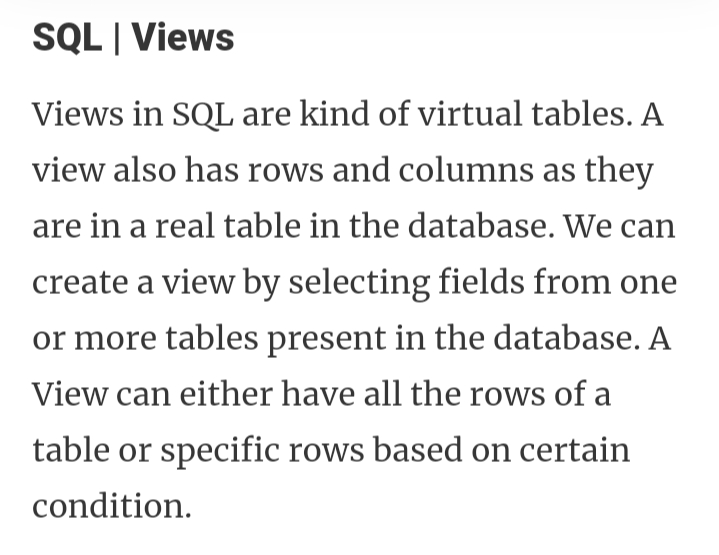 SQL | Views
Views in SQL are kind of virtual tables. A
view also has rows and columns as they
are in a real table in the database. We can
create a view by selecting fields from one
or more tables present in the database. A
View can either have all the rows of a
table or specific rows based on certain
condition.